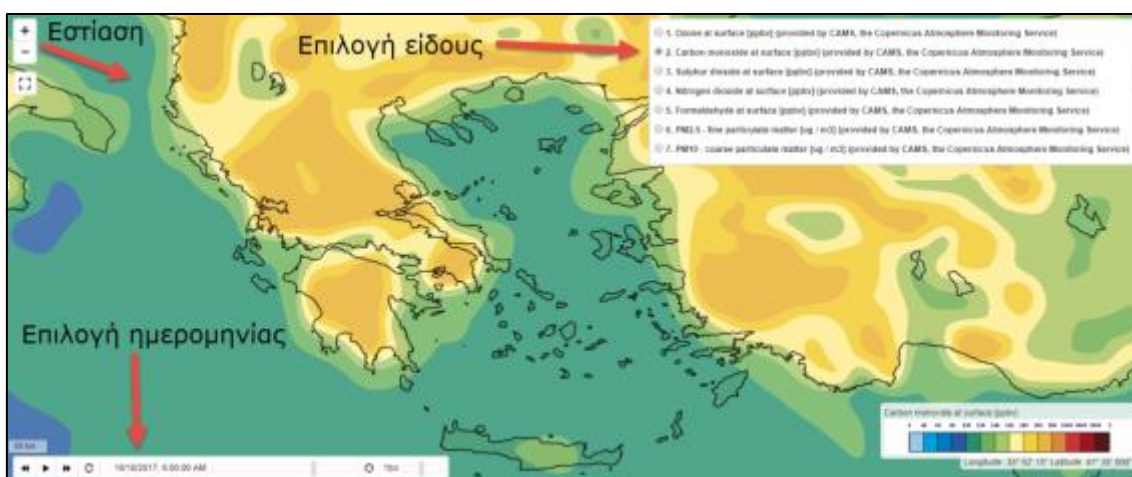 +
Εστίαση
−
Επιλογή είδους
1. Ozone at surface [ppbv] (provided by CAMS, the Copernicus Atmosphere Monitoring Service)
2. Carbon monoxide at surface [ppbv] (provided by CAMS, the Copernicus Atmosphere Monitoring Service)
3. Sulphur dioxide at surface [ppbv] (provided by CAMS, the Copernicus Atmosphere Monitoring Service)
4. Nitrogen dioxide at surface [ppbv] (provided by CAMS, the Copernicus Atmosphere Monitoring Service)
5. Formaldehyde at surface [ppbv] (provided by CAMS, the Copernicus Atmosphere Monitoring Service)
6. PM2.5 - fine particulate matter [ug / m3] (provided by CAMS, the Copernicus Atmosphere Monitoring Service)
7. PM10 - coarse particulate matter [ug / m3] (provided by CAMS, the Copernicus Atmosphere Monitoring Service)
Επιλογή ημερομηνίας
Carbon monoxide at surface [ppbv]
Longitude: Latitude: